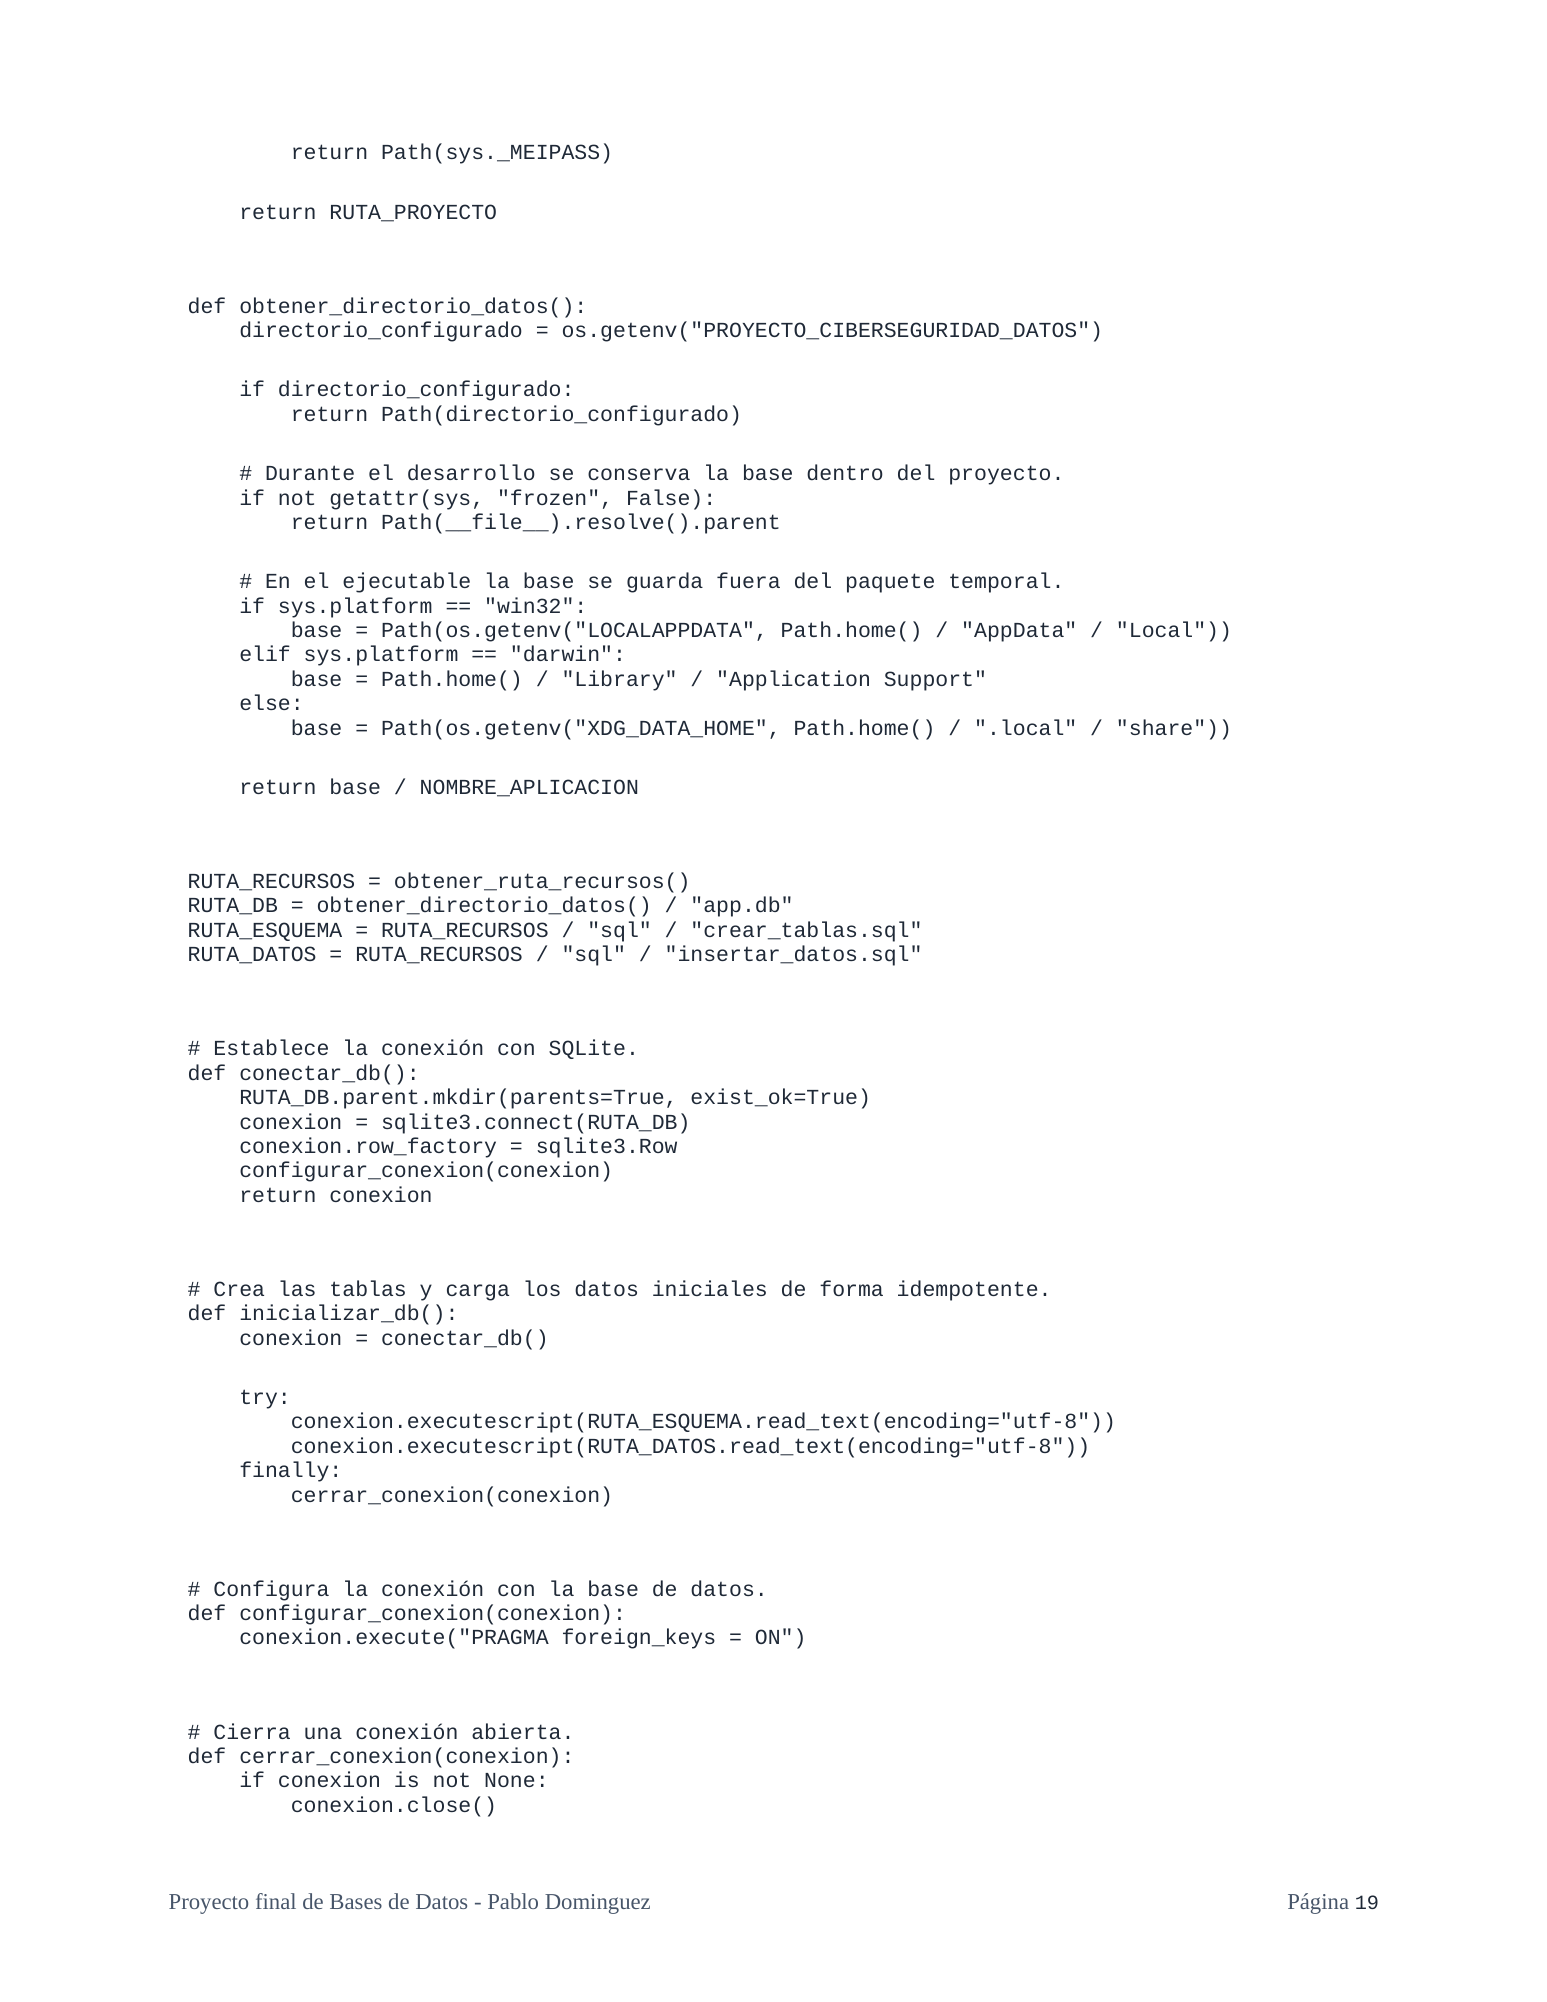 return Path(sys._MEIPASS)

    return RUTA_PROYECTO


def obtener_directorio_datos():
    directorio_configurado = os.getenv("PROYECTO_CIBERSEGURIDAD_DATOS")

    if directorio_configurado:
        return Path(directorio_configurado)

    # Durante el desarrollo se conserva la base dentro del proyecto.
    if not getattr(sys, "frozen", False):
        return Path(__file__).resolve().parent

    # En el ejecutable la base se guarda fuera del paquete temporal.
    if sys.platform == "win32":
        base = Path(os.getenv("LOCALAPPDATA", Path.home() / "AppData" / "Local"))
    elif sys.platform == "darwin":
        base = Path.home() / "Library" / "Application Support"
    else:
        base = Path(os.getenv("XDG_DATA_HOME", Path.home() / ".local" / "share"))

    return base / NOMBRE_APLICACION


RUTA_RECURSOS = obtener_ruta_recursos()
RUTA_DB = obtener_directorio_datos() / "app.db"
RUTA_ESQUEMA = RUTA_RECURSOS / "sql" / "crear_tablas.sql"
RUTA_DATOS = RUTA_RECURSOS / "sql" / "insertar_datos.sql"


# Establece la conexión con SQLite.
def conectar_db():
    RUTA_DB.parent.mkdir(parents=True, exist_ok=True)
    conexion = sqlite3.connect(RUTA_DB)
    conexion.row_factory = sqlite3.Row
    configurar_conexion(conexion)
    return conexion


# Crea las tablas y carga los datos iniciales de forma idempotente.
def inicializar_db():
    conexion = conectar_db()

    try:
        conexion.executescript(RUTA_ESQUEMA.read_text(encoding="utf-8"))
        conexion.executescript(RUTA_DATOS.read_text(encoding="utf-8"))
    finally:
        cerrar_conexion(conexion)


# Configura la conexión con la base de datos.
def configurar_conexion(conexion):
    conexion.execute("PRAGMA foreign_keys = ON")


# Cierra una conexión abierta.
def cerrar_conexion(conexion):
    if conexion is not None:
        conexion.close()

Proyecto final de Bases de Datos - Pablo Dominguez
Página 19